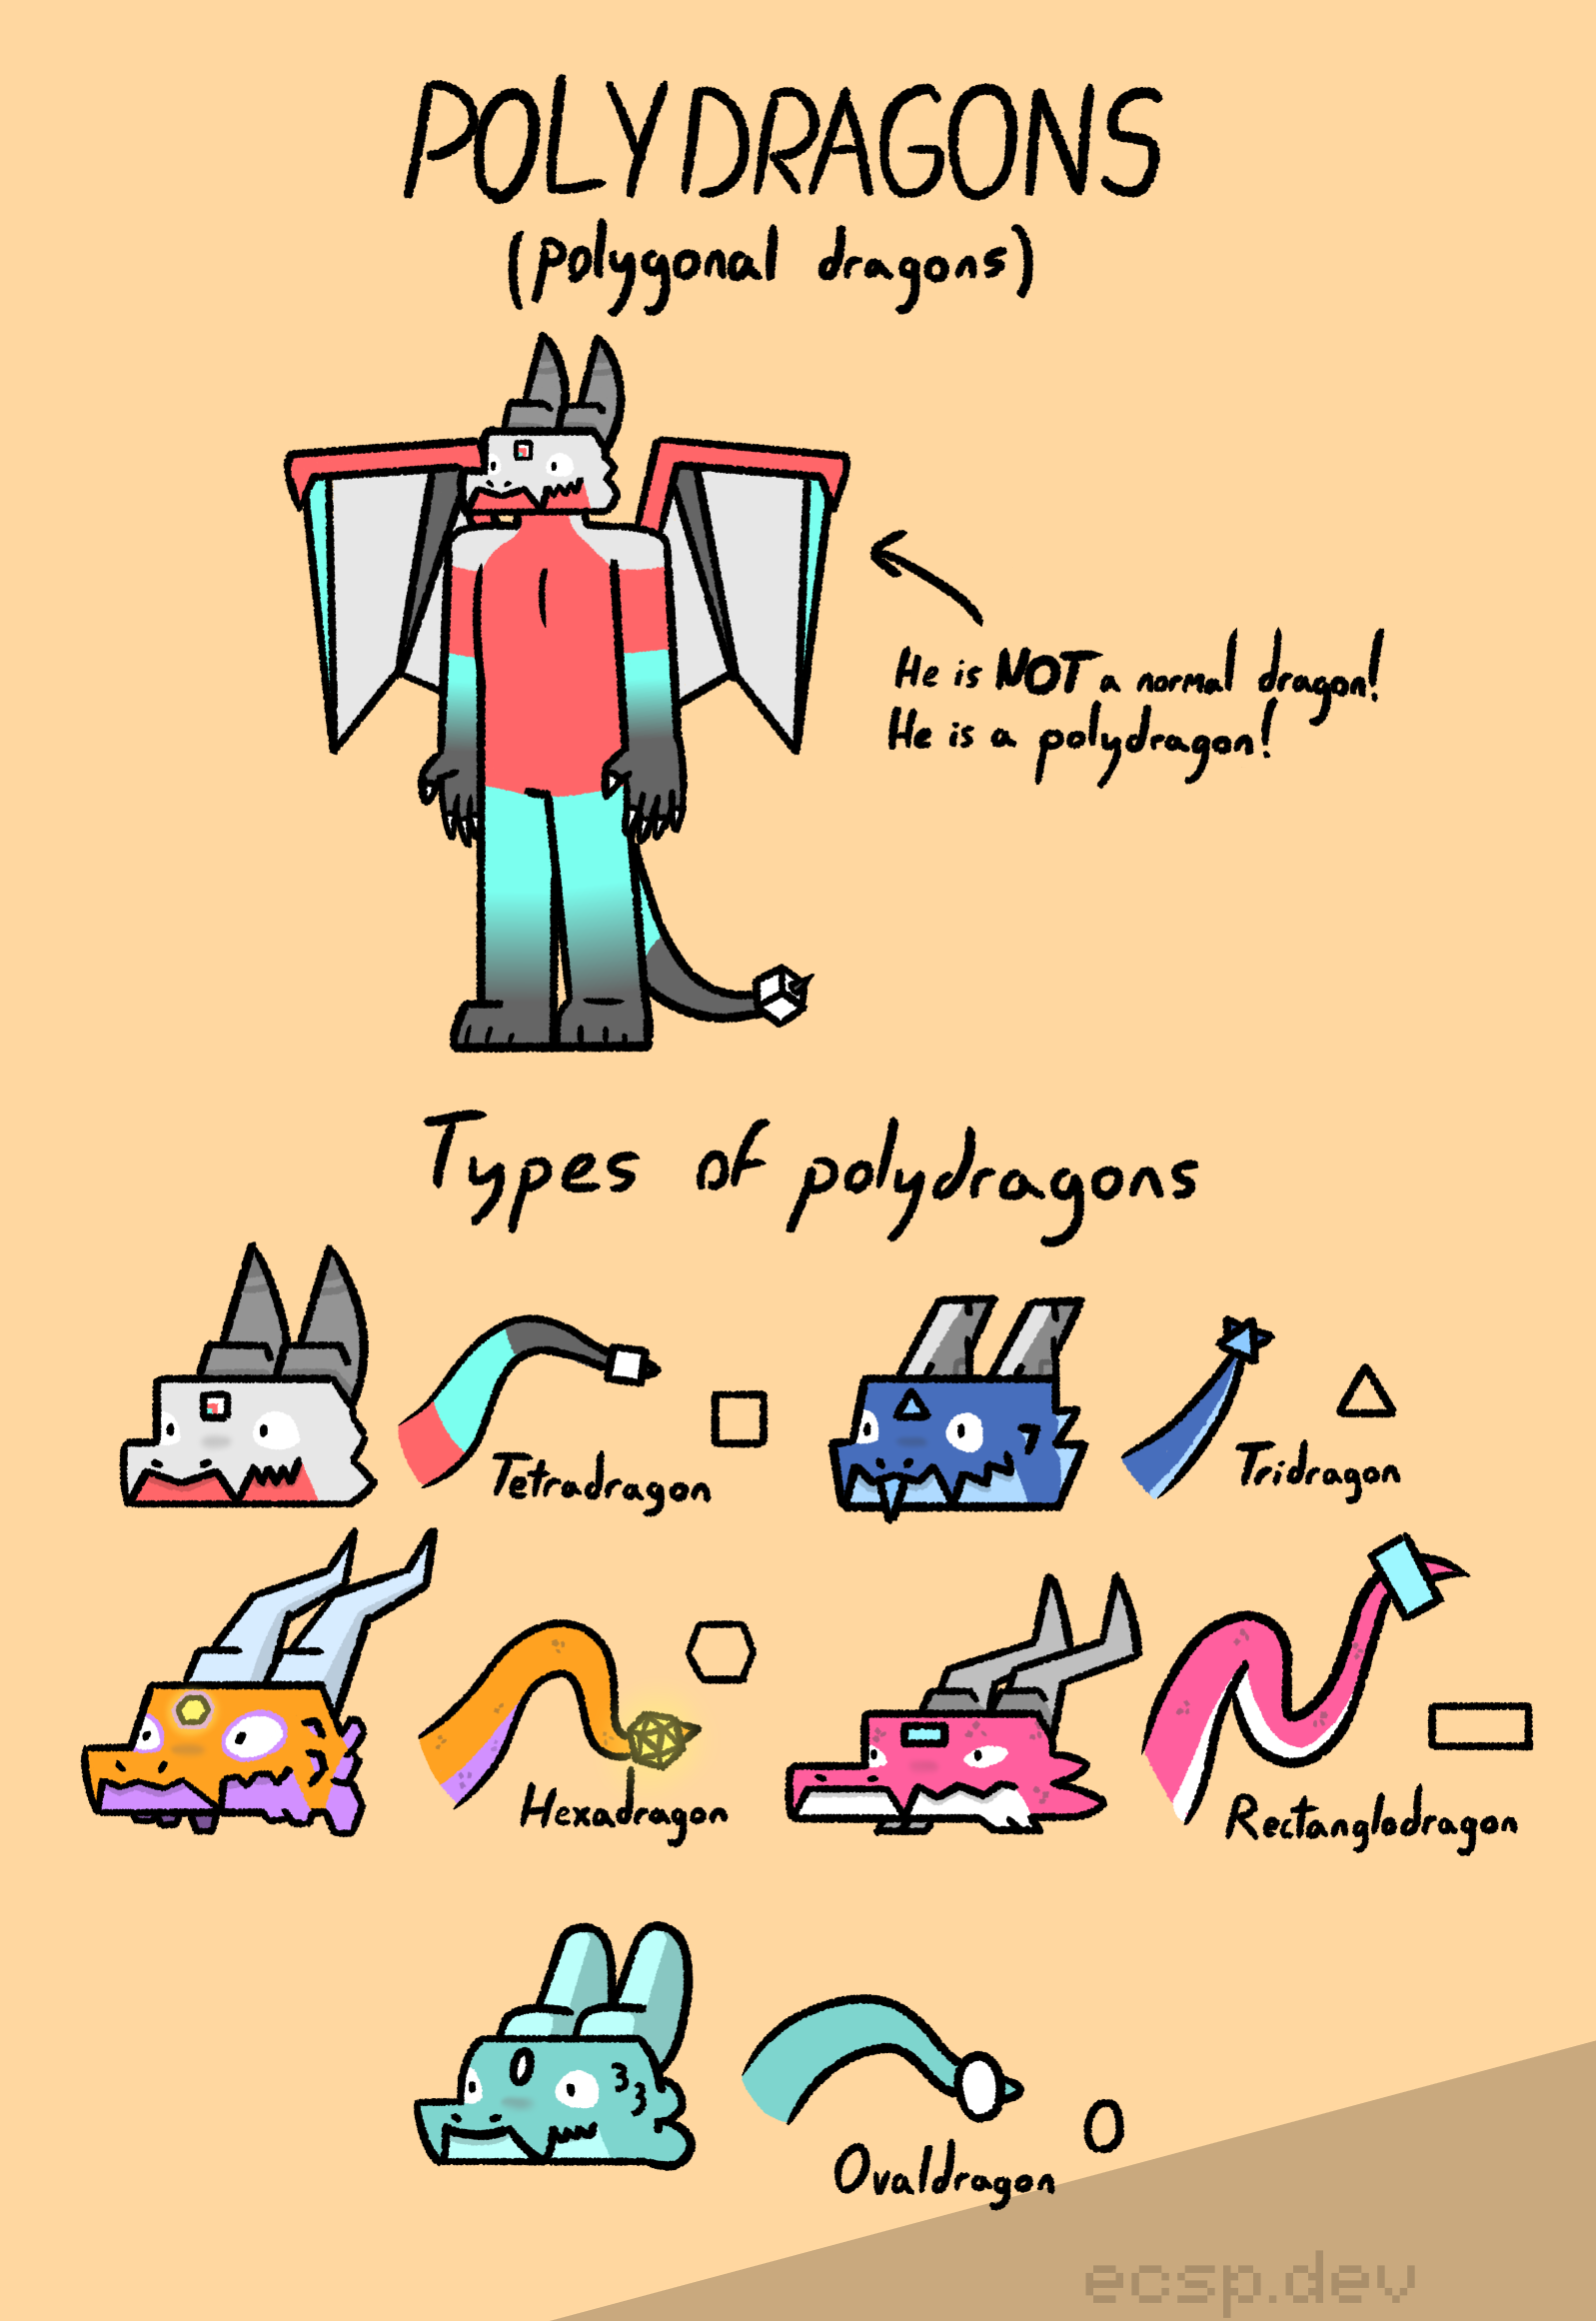 POLYDRAGONS
(polygonal dragons)
He is NOT a normal dragon!
He is a polydragon!
Types of polydragons
Tetradragon
Tridragon
Hexadragon
Rectanglodragon
Ovaldragon
ecsp.dev